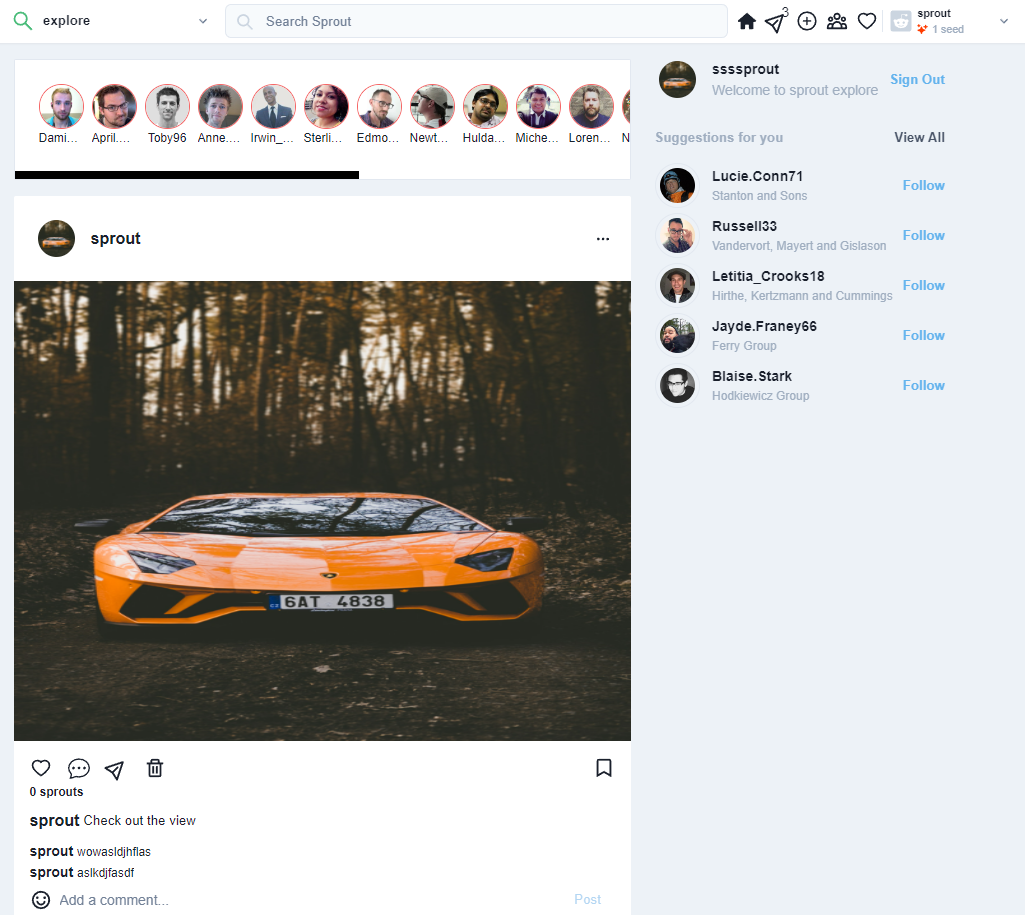 explore
Search Sprout
3
sprout
1 seed
Dami... April.... Toby96 Anne.... Irwin_... Sterli... Edmo... Newt... Hulda... Miche... Loren... N
ssssprout
Welcome to sprout explore
Sign Out
Suggestions for you
View All
Lucie.Conn71
Stanton and Sons
Follow
Russell33
Vandervort, Mayert and Gislason
Follow
Letitia_Crooks18
Hirthe, Kertzmann and Cummings
Follow
Jayde.Franey66
Ferry Group
Follow
Blaise.Stark
Hodkiewicz Group
Follow
sprout
6AT 4838
0 sprouts
sprout Check out the view
sprout wowasldjhflas
sprout aslkdjfasdf
Add a comment...
Post